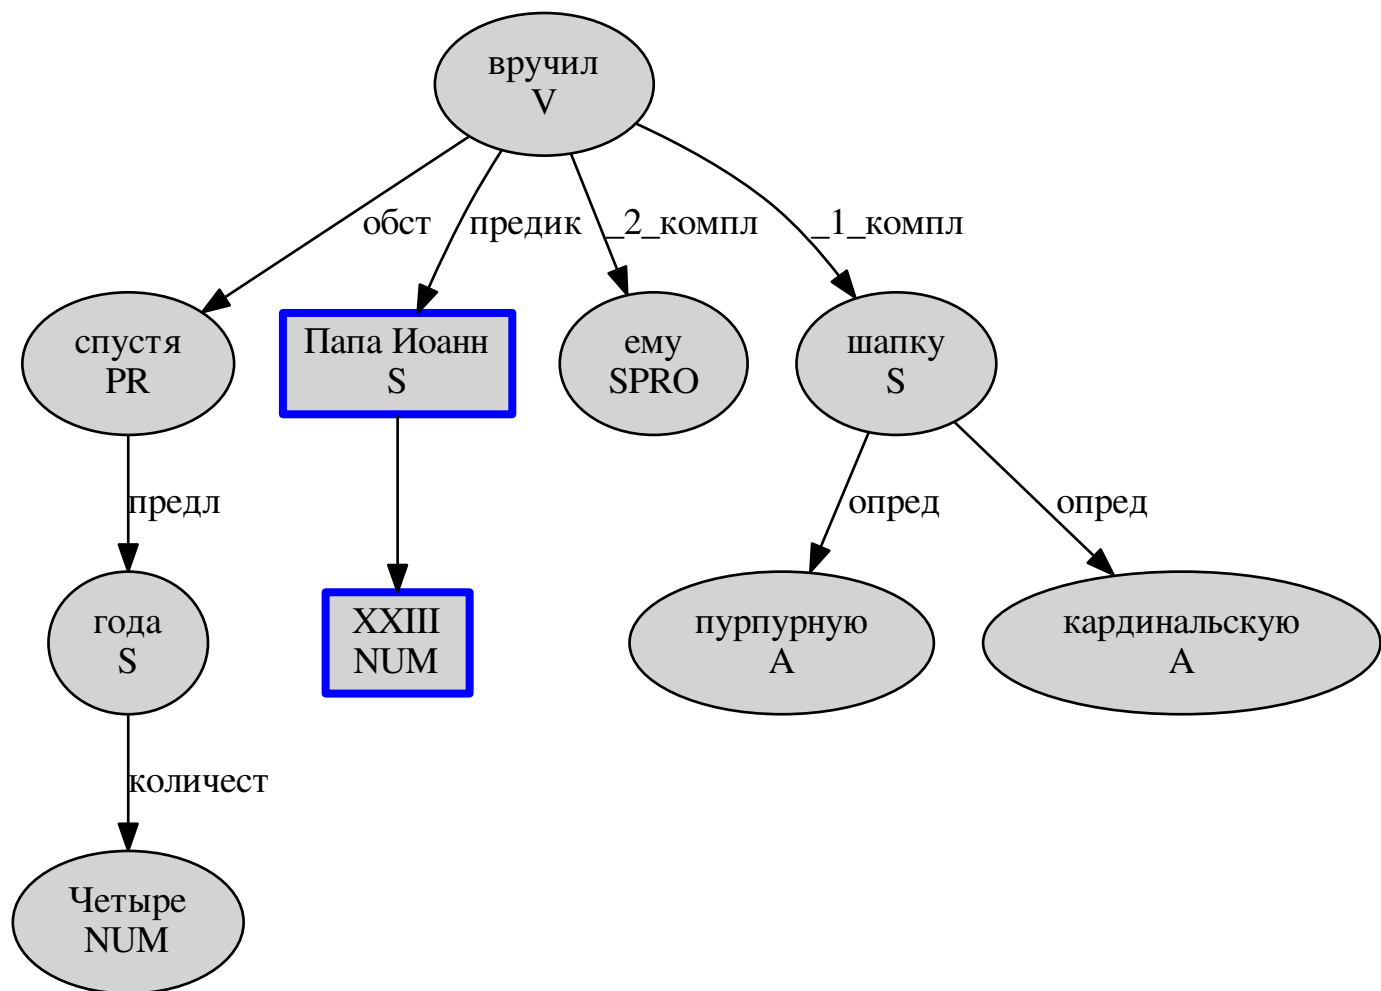 вручил
V
обст
предик
_2_компл
_1_компл
спустя
PR
Папа Иоанн
S
ему
SPRO
шапку
S
предл
опред
опред
года
S
XXIII
NUM
пурпурную
A
кардинальскую
A
количест
Четыре
NUM